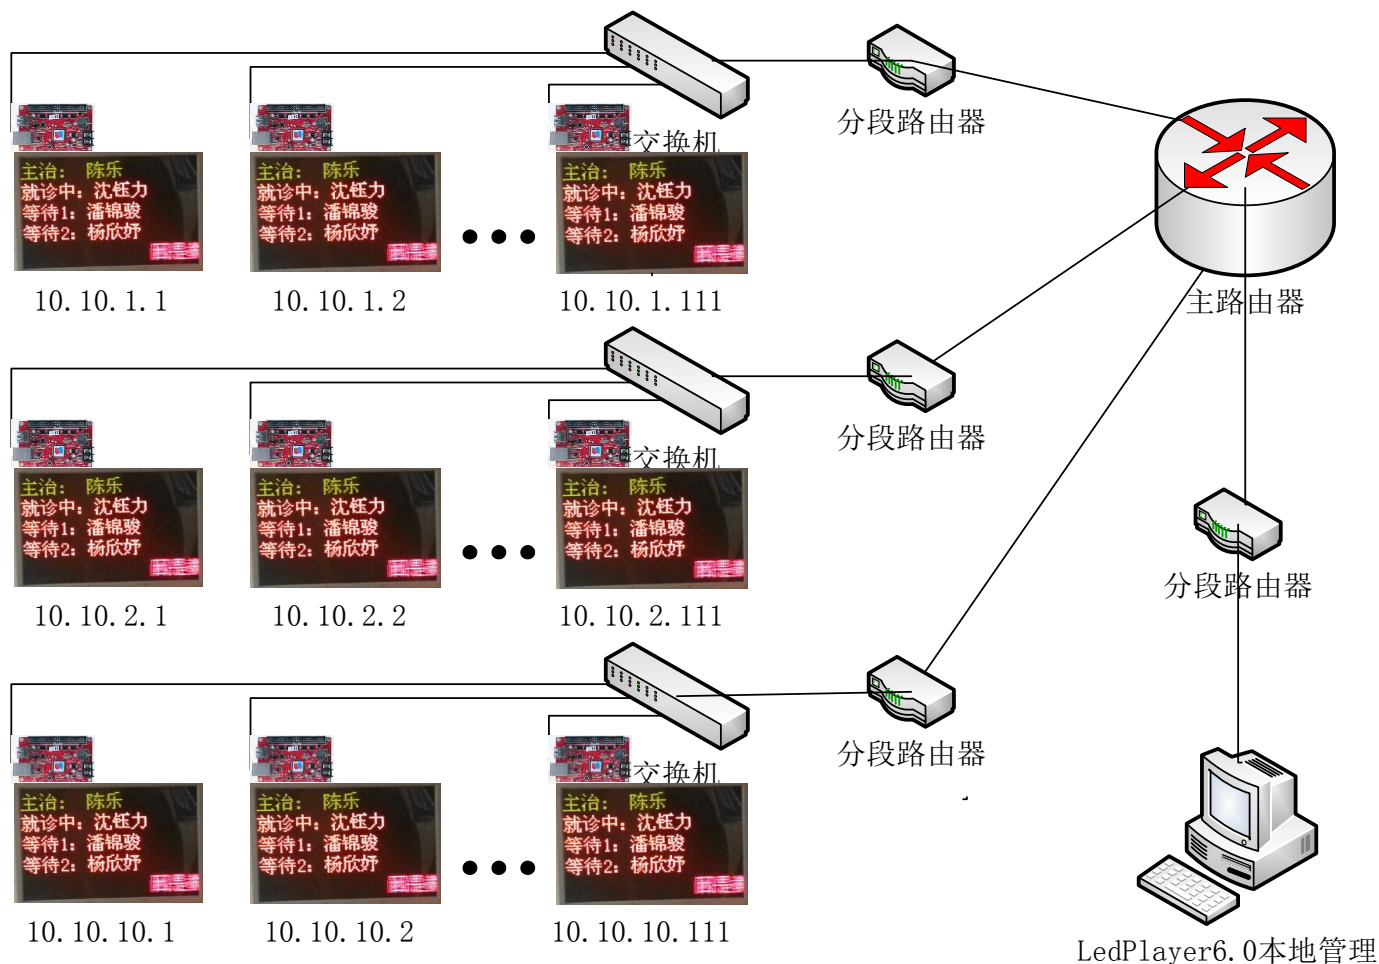 分段路由器
交换机
主治： 陈乐
就诊中：沈钰力
等待1：潘锦骏
等待2：杨欣妤
主治： 陈乐
就诊中：沈钰力
等待1：潘锦骏
等待2：杨欣妤
主治： 陈乐
就诊中：沈钰力
等待1：潘锦骏
等待2：杨欣妤
10.10.1.1
10.10.1.2
10.10.1.111
主路由器
分段路由器
交换机
主治： 陈乐
就诊中：沈钰力
等待1：潘锦骏
等待2：杨欣妤
主治： 陈乐
就诊中：沈钰力
等待1：潘锦骏
等待2：杨欣妤
主治： 陈乐
就诊中：沈钰力
等待1：潘锦骏
等待2：杨欣妤
分段路由器
10.10.2.1
10.10.2.2
10.10.2.111
分段路由器
交换机
主治： 陈乐
就诊中：沈钰力
等待1：潘锦骏
等待2：杨欣妤
主治： 陈乐
就诊中：沈钰力
等待1：潘锦骏
等待2：杨欣妤
主治： 陈乐
就诊中：沈钰力
等待1：潘锦骏
等待2：杨欣妤
10.10.10.1
10.10.10.2
10.10.10.111
LedPlayer6.0本地管理